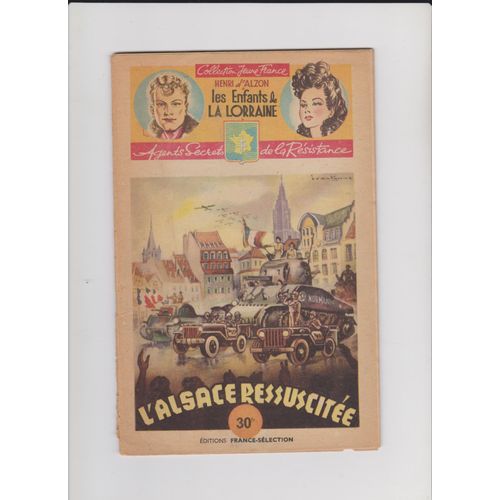 Collection Jeune France
HENRI d'ALZON
les Enfants de
LA LORRAINE
Agents Secrets de la Résistance
NORMANDIE
L'ALSACE RESSUSCITÉE
30f
ÉDITIONS FRANCE-SÉLECTION